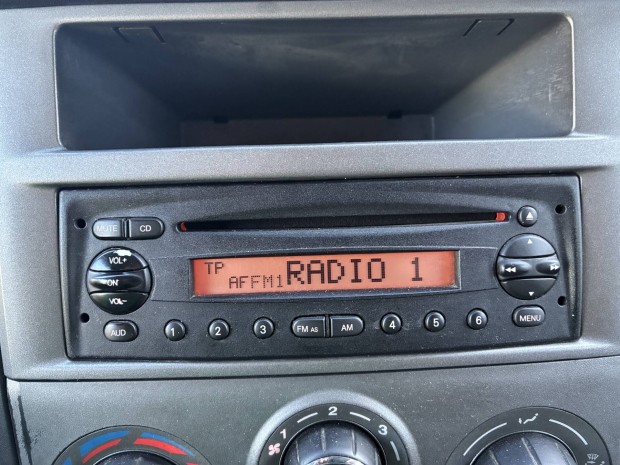 MUTE CD
TP
AFFM1 RADIO 1
VOL+
ON
VOL-
AUD 1 2 3 FM AS AM 4 5 6 MENU
1 2 3